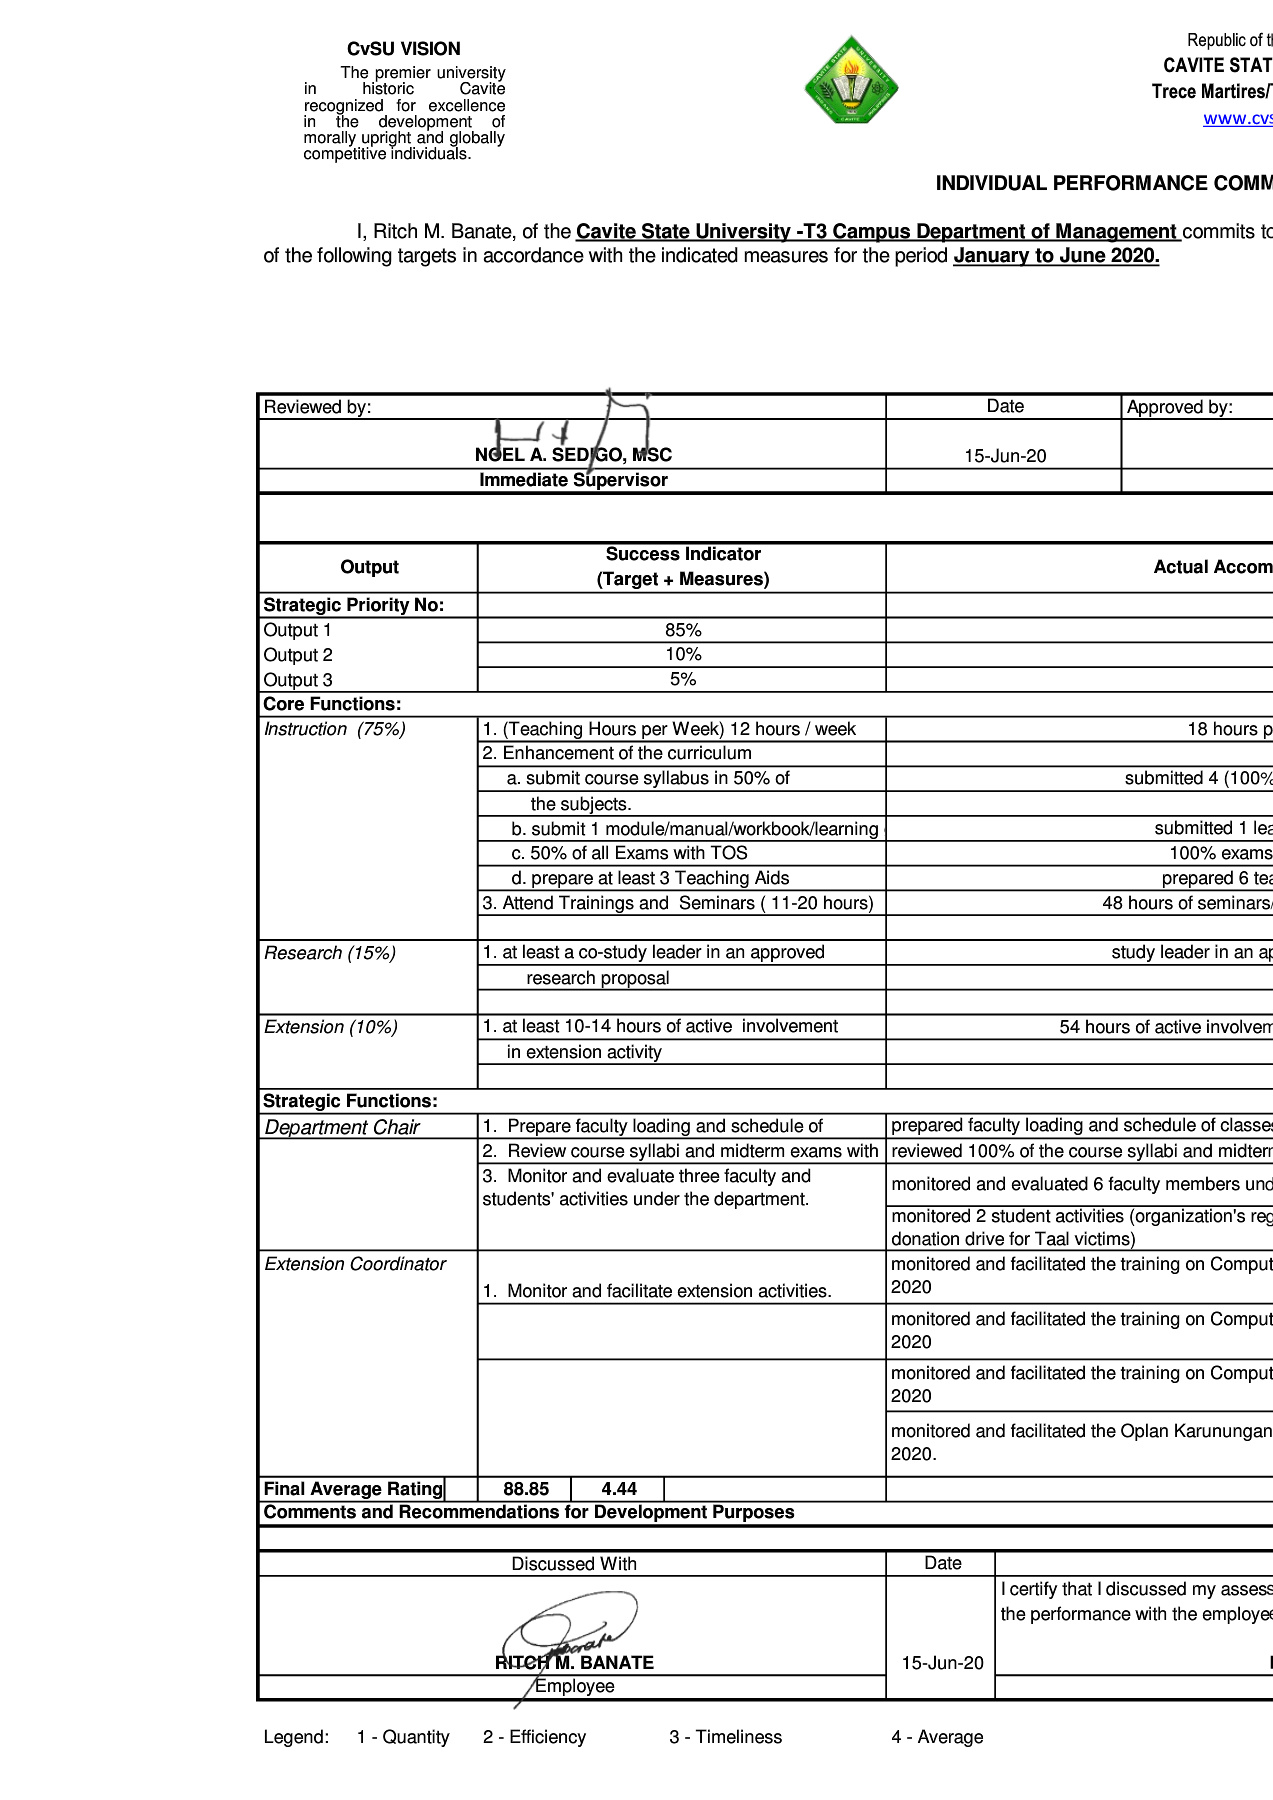 CvSU VISION
The premier university
in historic Cavite
recognized for excellence
in the development of
morally upright and globally
competitive individuals.
Republic of th
CAVITE STAT
Trece Martires/T
www.cvs
INDIVIDUAL PERFORMANCE COMM
I, Ritch M. Banate, of the Cavite State University -T3 Campus Department of Management commits to
of the following targets in accordance with the indicated measures for the period January to June 2020.
Reviewed by: Date Approved by:
NOEL A. SEDIGO, MSC 15-Jun-20
Immediate Supervisor
Output Success Indicator (Target + Measures) Actual Accom
Strategic Priority No:
Output 1 85%
Output 2 10%
Output 3 5%
Core Functions:
Instruction (75%) 1. (Teaching Hours per Week) 12 hours / week 18 hours p
2. Enhancement of the curriculum
a. submit course syllabus in 50% of submitted 4 (100%
the subjects.
b. submit 1 module/manual/workbook/learning submitted 1 lea
c. 50% of all Exams with TOS 100% exams
d. prepare at least 3 Teaching Aids prepared 6 tea
3. Attend Trainings and Seminars ( 11-20 hours) 48 hours of seminars/
Research (15%) 1. at least a co-study leader in an approved study leader in an ap
research proposal
Extension (10%) 1. at least 10-14 hours of active involvement 54 hours of active involvem
in extension activity
Strategic Functions:
Department Chair 1. Prepare faculty loading and schedule of prepared faculty loading and schedule of classes
2. Review course syllabi and midterm exams with reviewed 100% of the course syllabi and midterm
3. Monitor and evaluate three faculty and
students' activities under the department.
monitored and evaluated 6 faculty members und
monitored 2 student activities (organization's reg
donation drive for Taal victims)
Extension Coordinator
1. Monitor and facilitate extension activities.
monitored and facilitated the training on Comput
2020
monitored and facilitated the training on Comput
2020
monitored and facilitated the training on Comput
2020
monitored and facilitated the Oplan Karunungan
2020.
Final Average Rating 88.85 4.44
Comments and Recommendations for Development Purposes
Discussed With Date
I certify that I discussed my assess
the performance with the employee
RITCH M. BANATE 15-Jun-20
Employee
Legend: 1 - Quantity 2 - Efficiency 3 - Timeliness 4 - Average